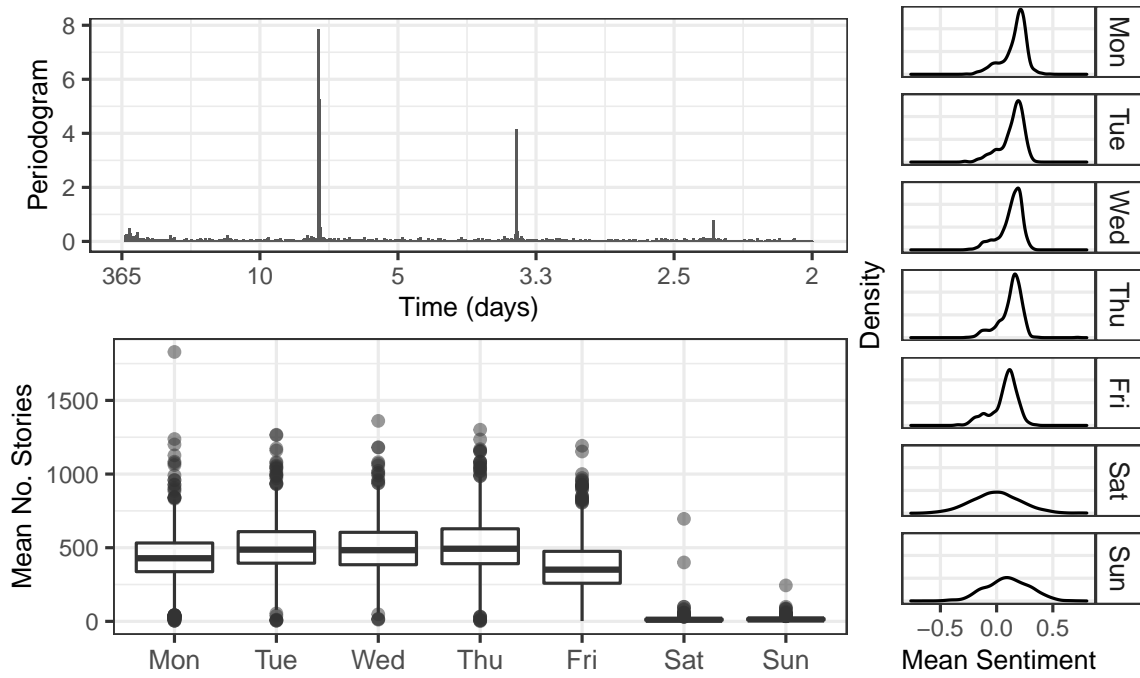 8
6
4
2
0
Periodogram
365 10 5 3.3 2.5 2
Time (days)
1500
1000
500
0
Mean No. Stories
Mon Tue Wed Thu Fri Sat Sun
Density
Mon
Tue
Wed
Thu
Fri
Sat
Sun
−0.5 0.0 0.5
Mean Sentiment